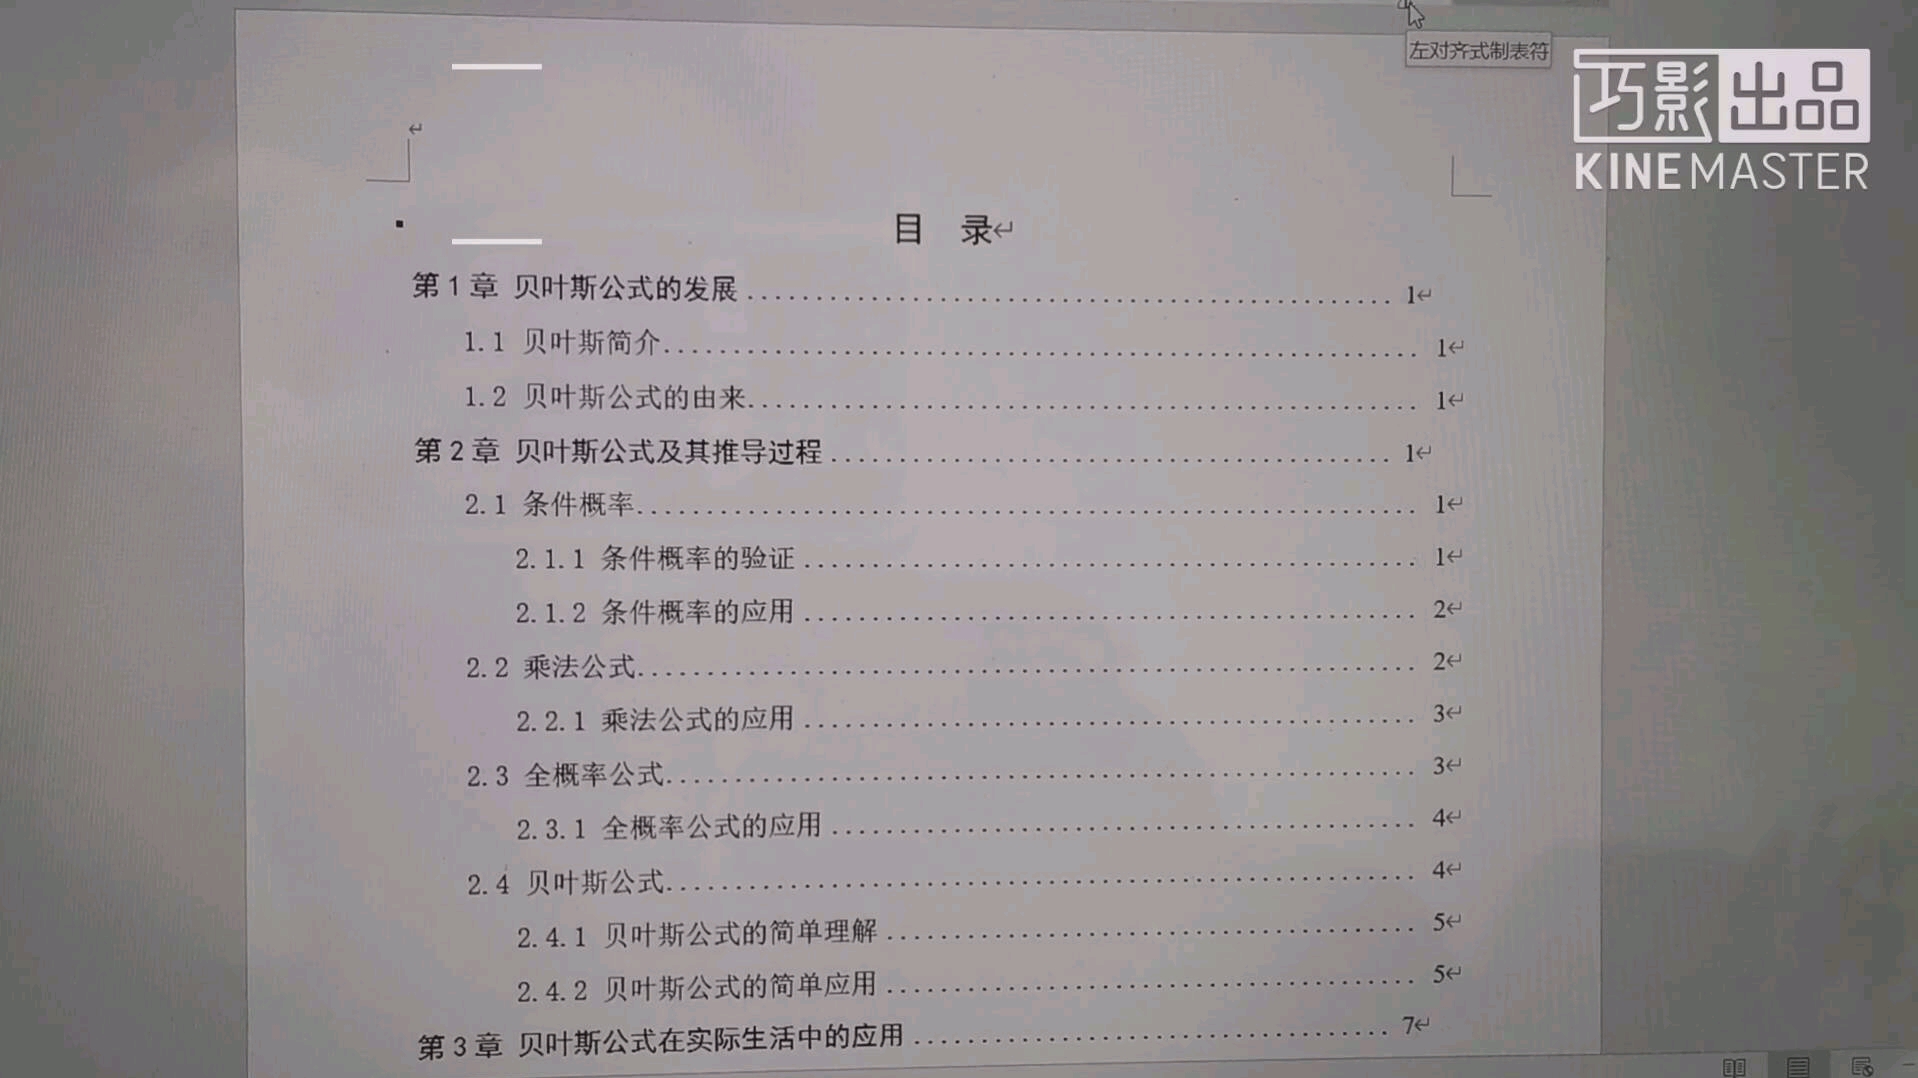 左对齐式制表符
巧影出品
KINEMASTER
目 录
第 1 章 贝叶斯公式的发展 1
1.1 贝叶斯简介 1
1.2 贝叶斯公式的由来 1
第 2 章 贝叶斯公式及其推导过程 1
2.1 条件概率 1
2.1.1 条件概率的验证 1
2.1.2 条件概率的应用 2
2.2 乘法公式 2
2.2.1 乘法公式的应用 3
2.3 全概率公式 3
2.3.1 全概率公式的应用 4
2.4 贝叶斯公式 4
2.4.1 贝叶斯公式的简单理解 5
2.4.2 贝叶斯公式的简单应用 5
第 3 章 贝叶斯公式在实际生活中的应用 7